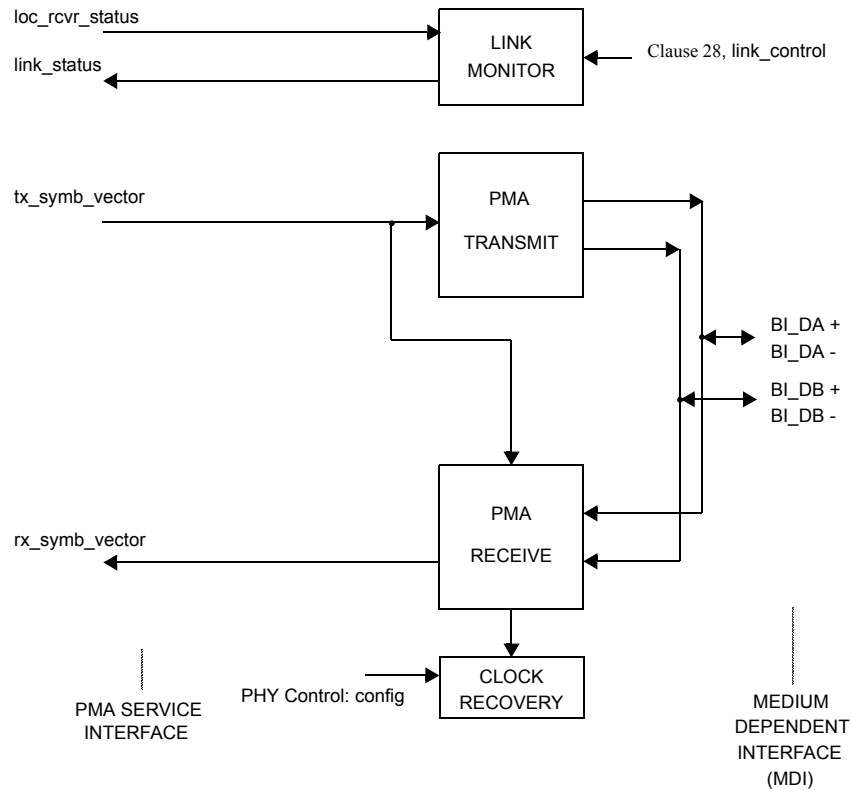 loc_rcvr_status
link_status
LINK
MONITOR
Clause 28, link_control
tx_symb_vector
PMA
TRANSMIT
BI_DA +
BI_DA -
BI_DB +
BI_DB -
PMA
RECEIVE
rx_symb_vector
CLOCK
RECOVERY
PHY Control: config
PMA SERVICE
INTERFACE
MEDIUM
DEPENDENT
INTERFACE
(MDI)